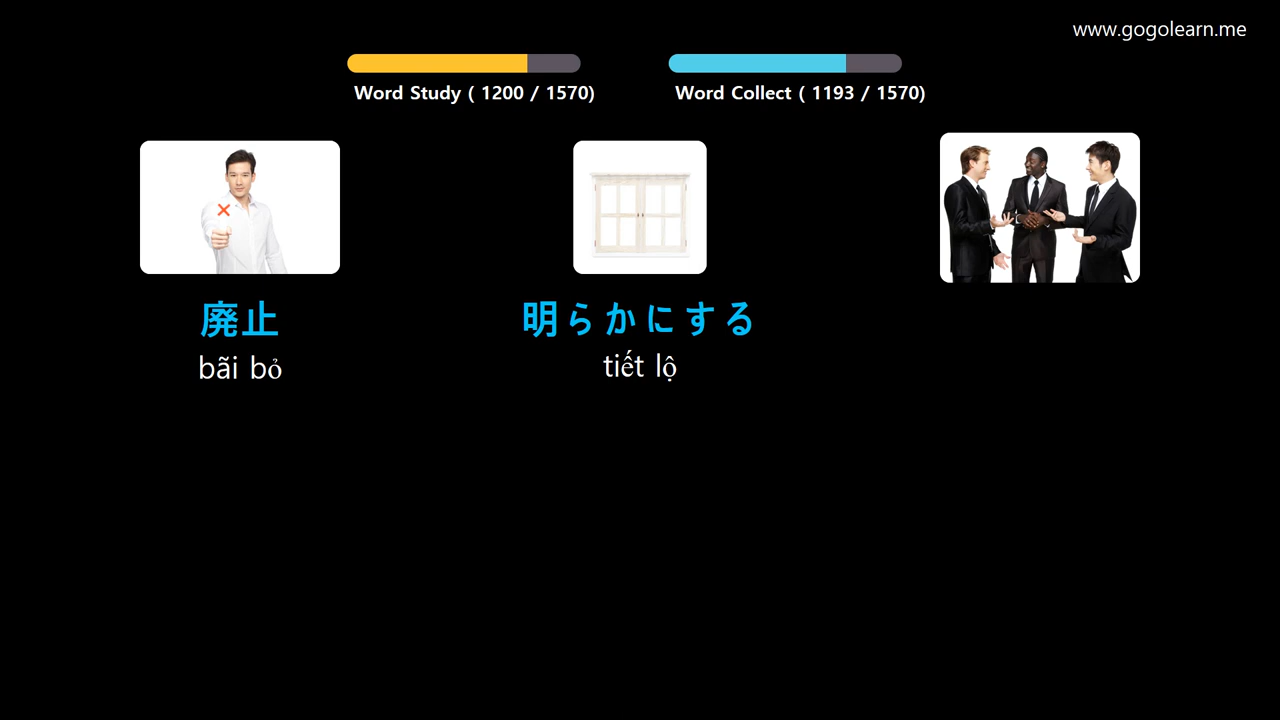 www.gogolearn.me
Word Study ( 1200 / 1570)
Word Collect ( 1193 / 1570)
廃止
bãi bỏ
明らかにする
tiết lộ